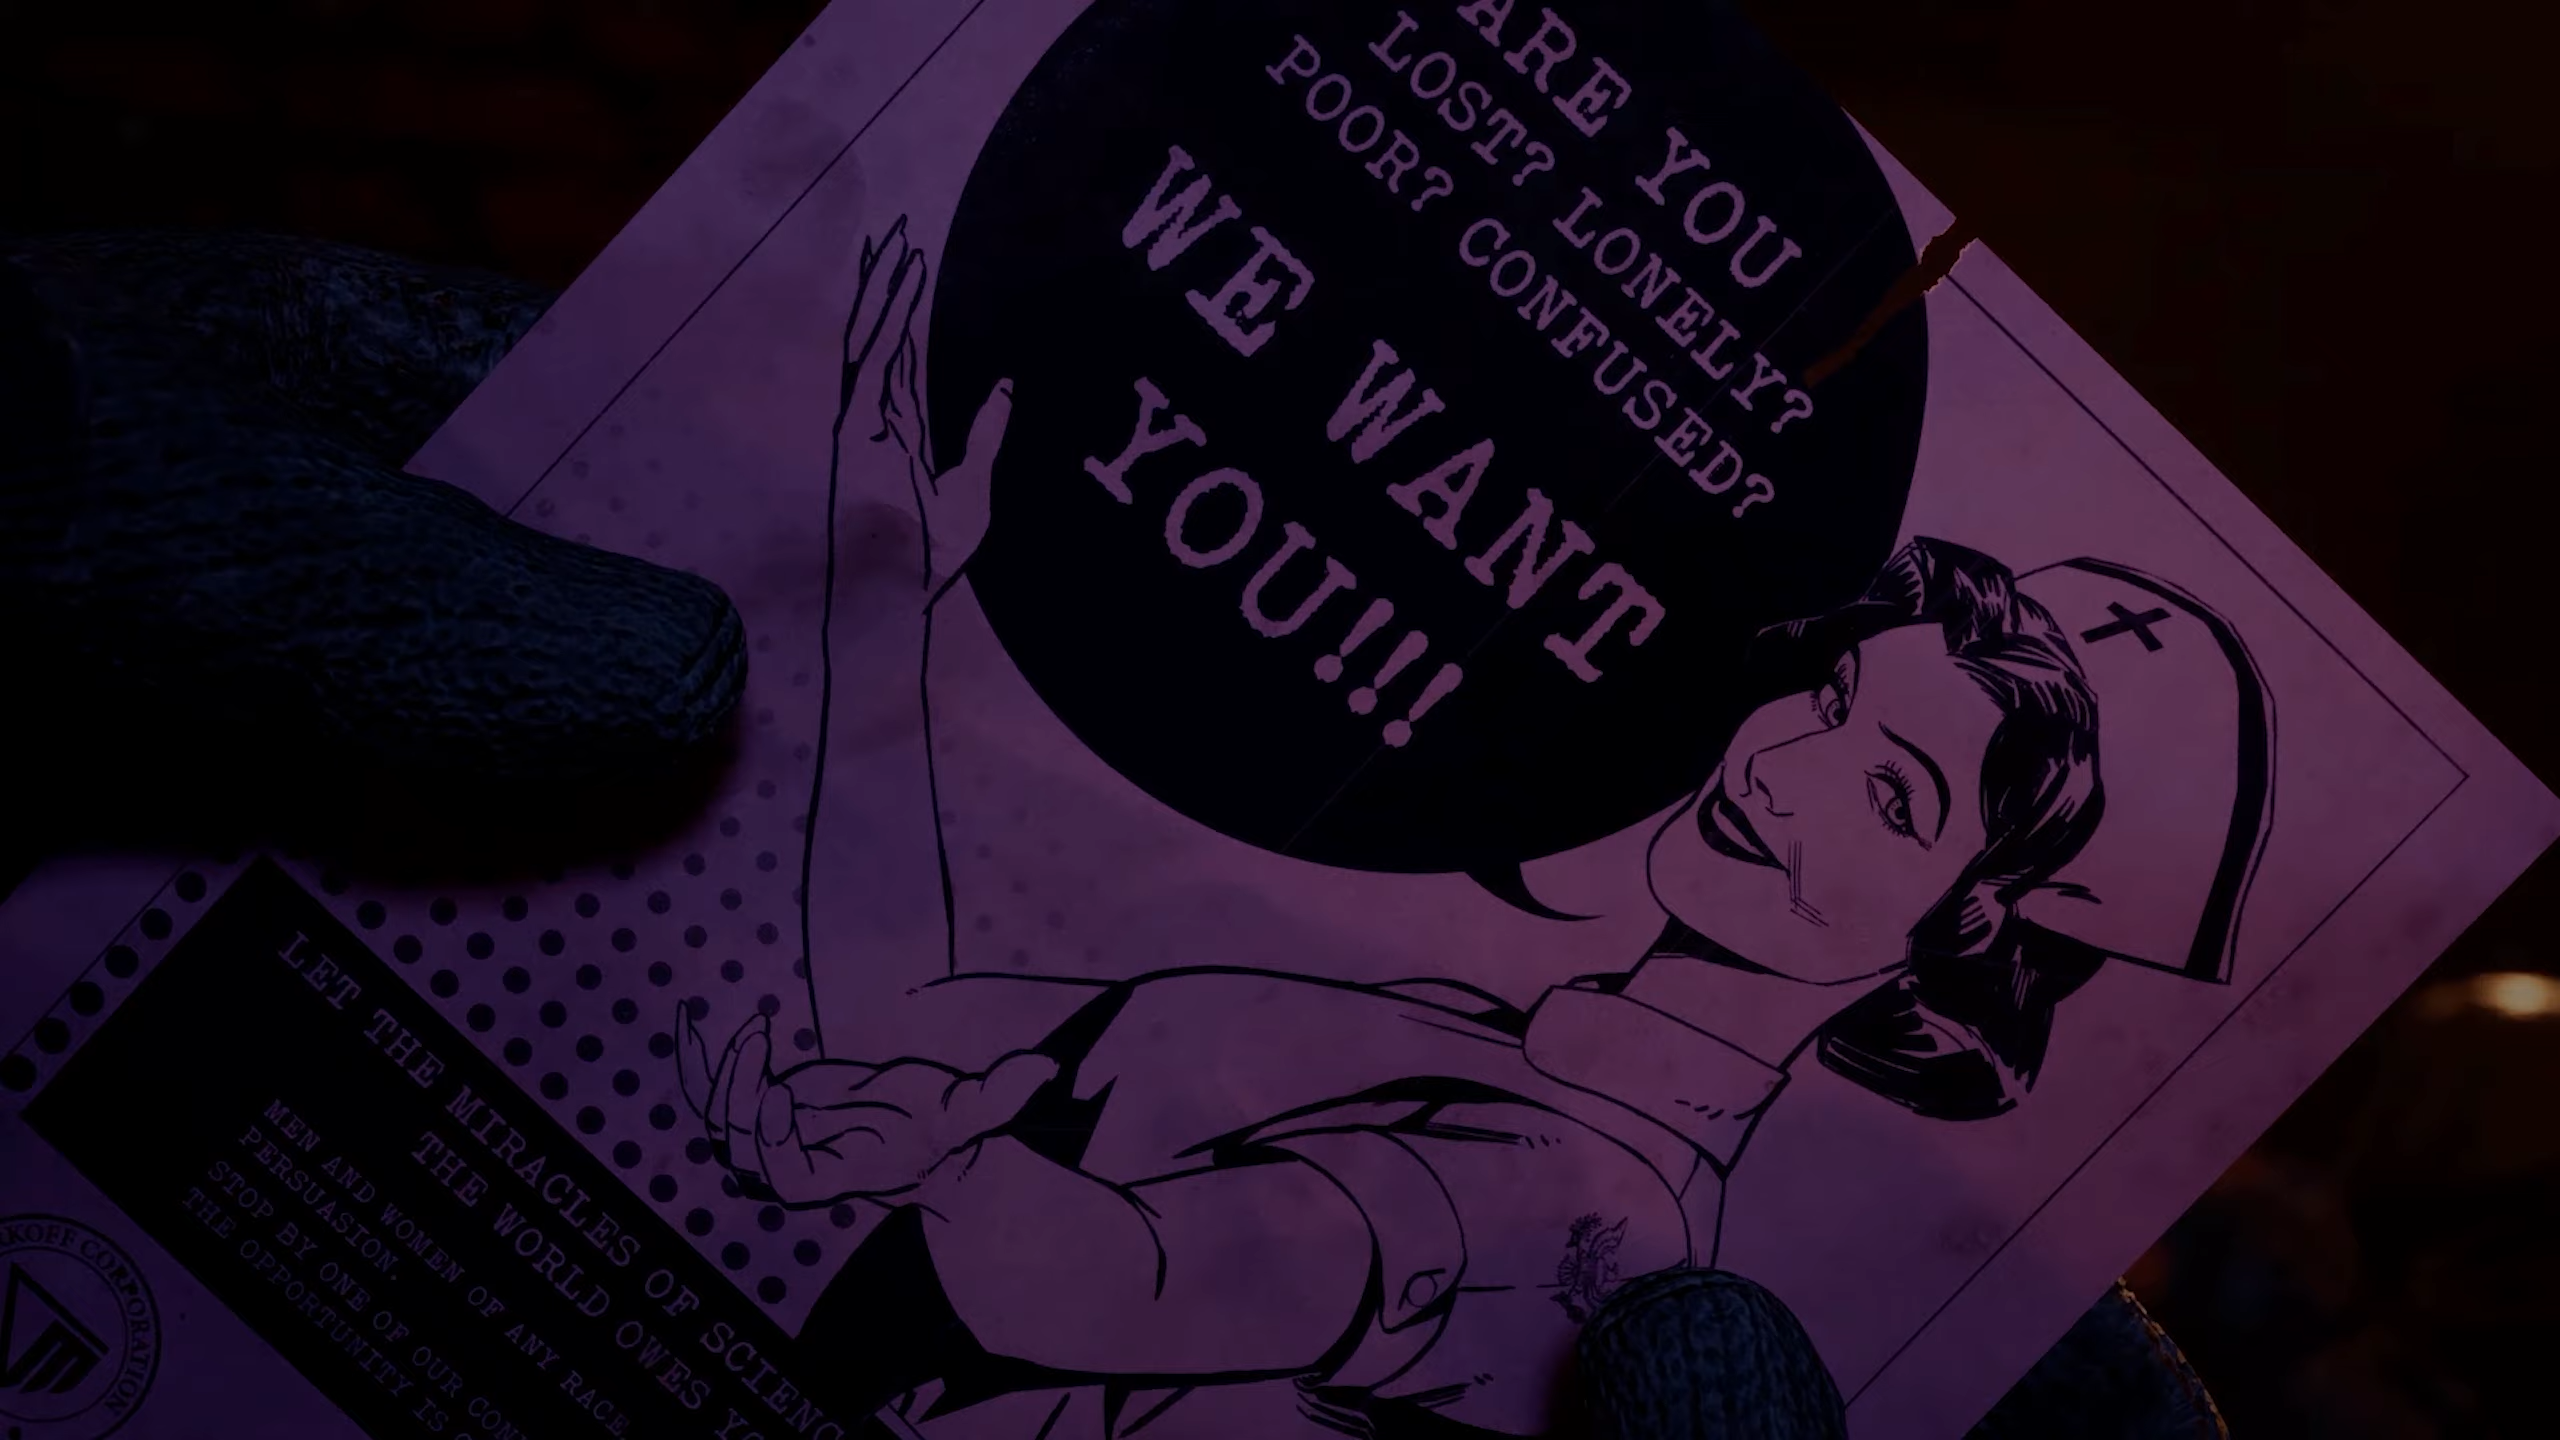 ARE YOU
LOST? LONELY?
POOR? CONFUSED?
WE WANT
YOU!!!
LET THE MIRACLES OF
THE WORLD OWES
MEN AND WOMEN OF ANY RACE
PERSUASION.
STOP BY ONE OF OUR
THE OPPORTUNITY IS
CORPORATION